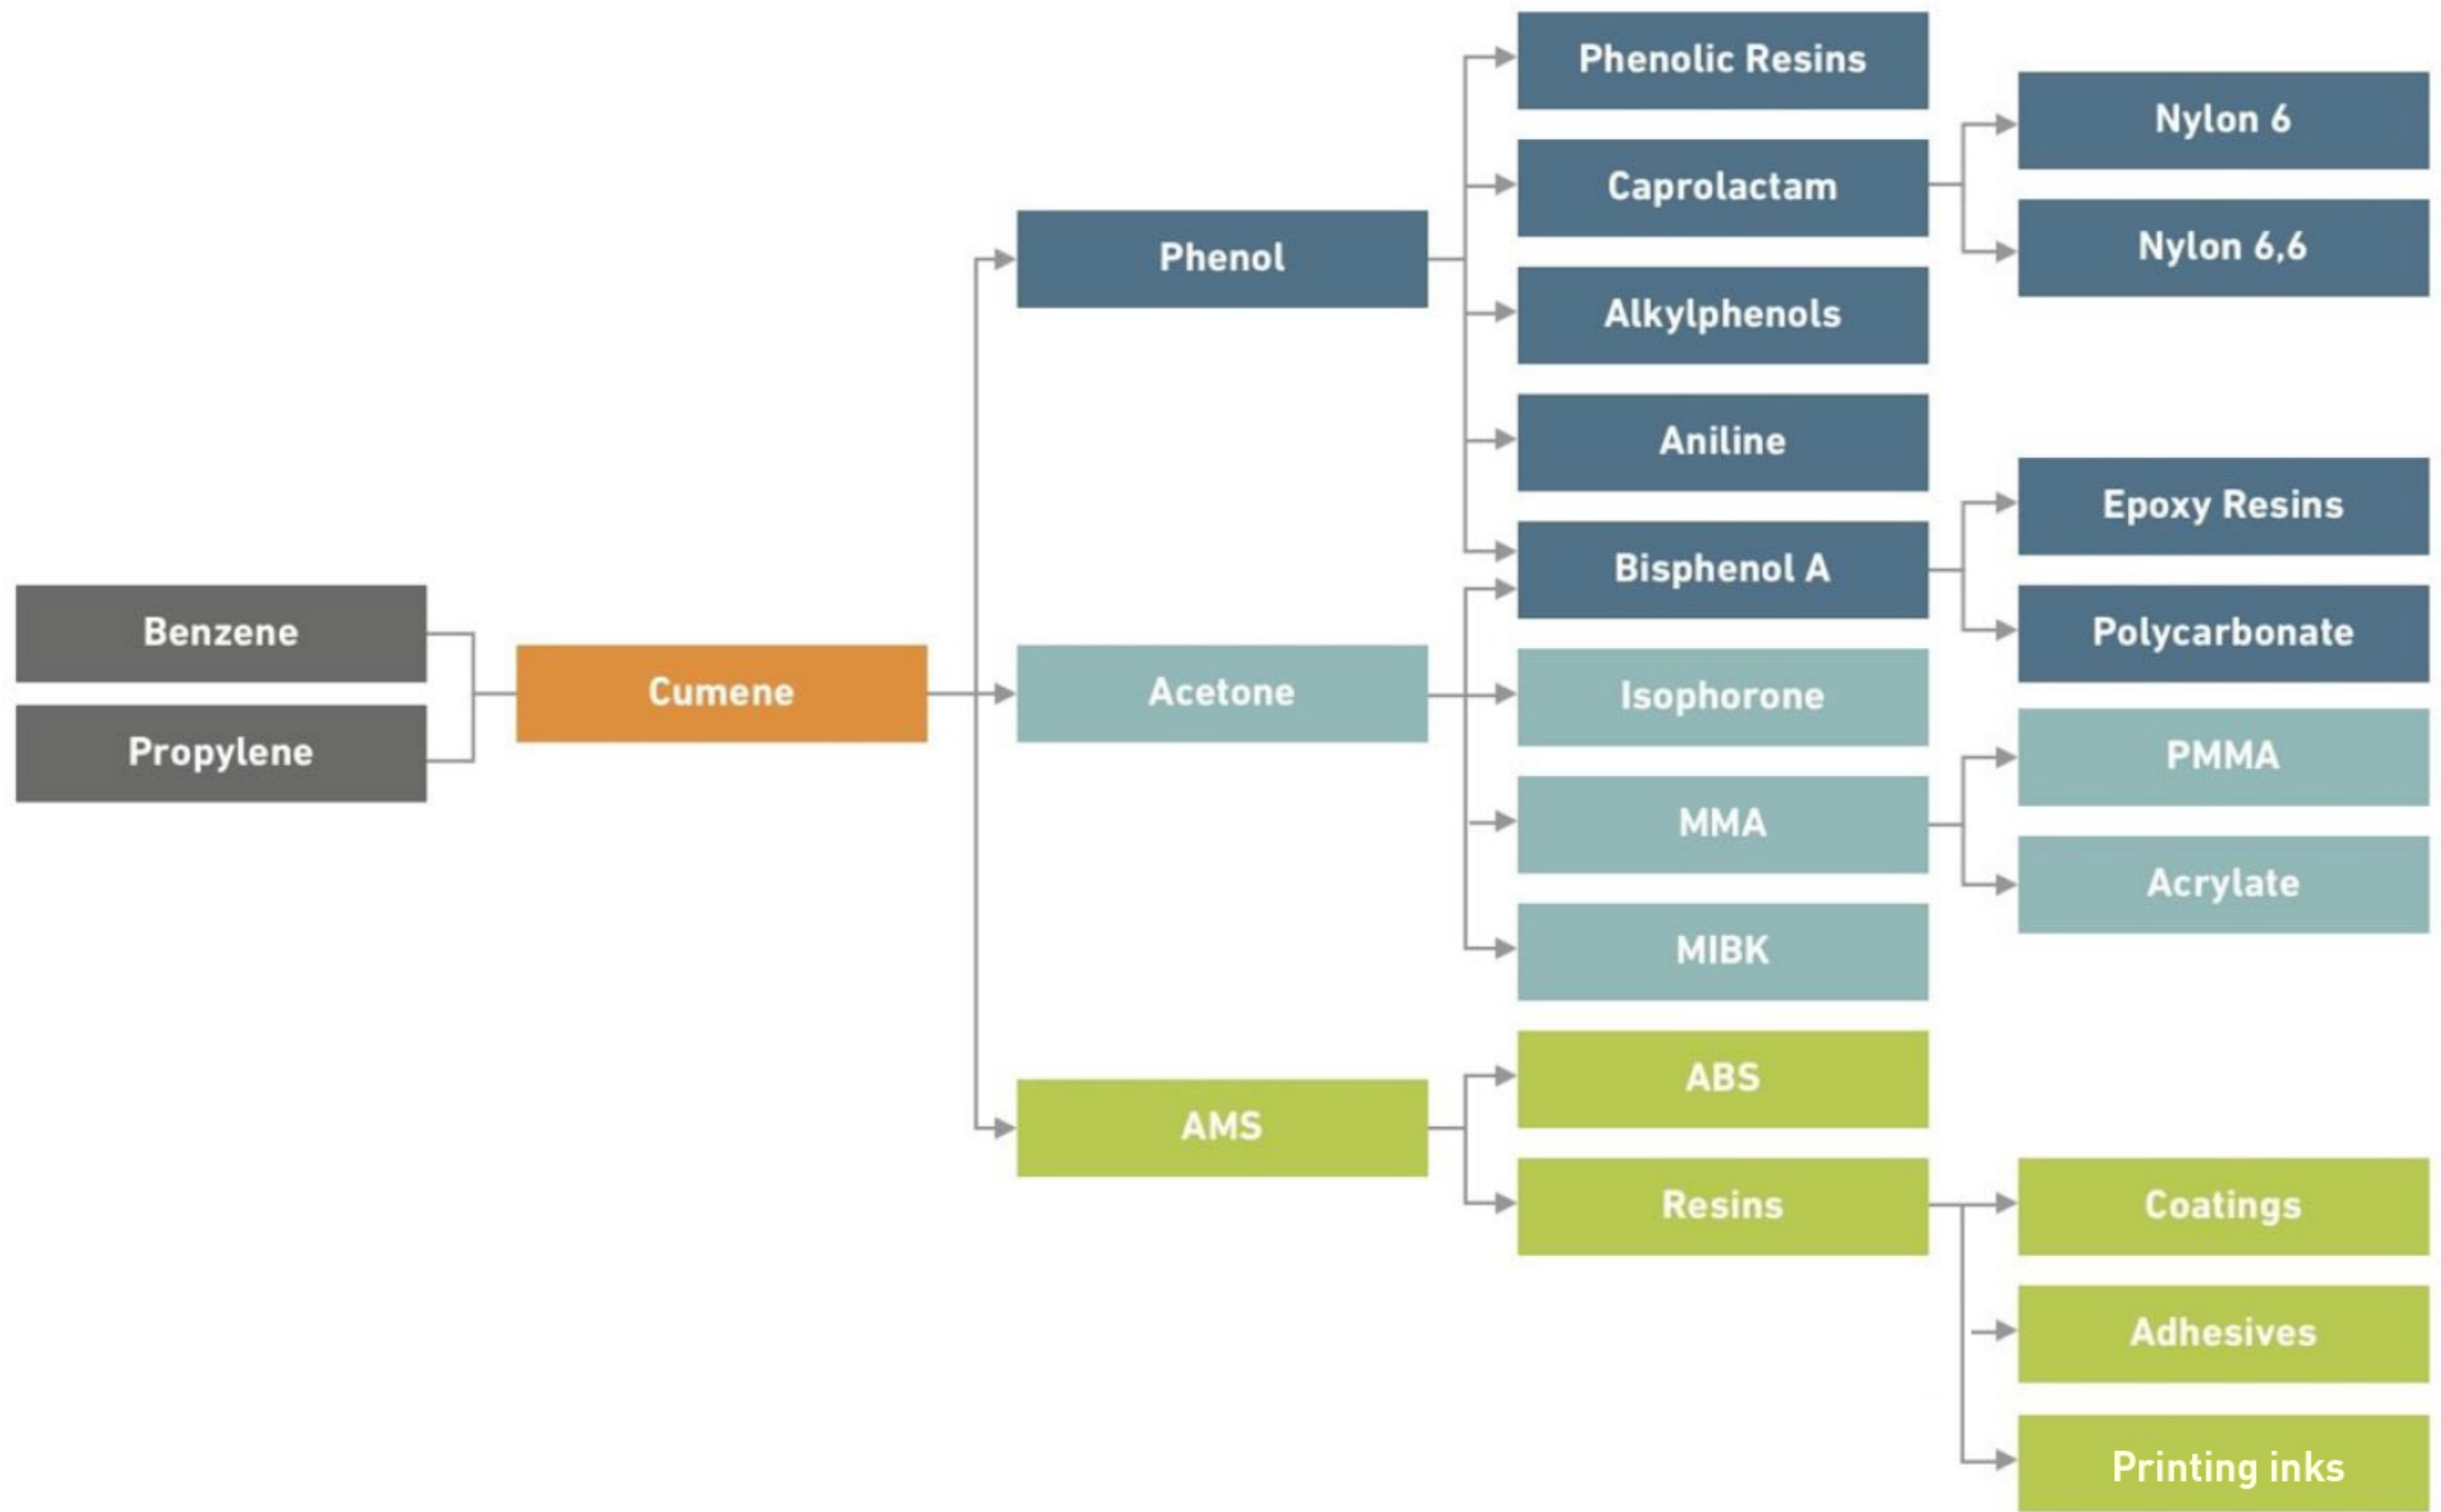 Benzene
Propylene
Cumene
Phenol
Acetone
AMS
Phenolic Resins
Caprolactam
Alkylphenols
Aniline
Bisphenol A
Isophorone
MMA
MIBK
ABS
Resins
Nylon 6
Nylon 6,6
Epoxy Resins
Polycarbonate
PMMA
Acrylate
Coatings
Adhesives
Printing inks